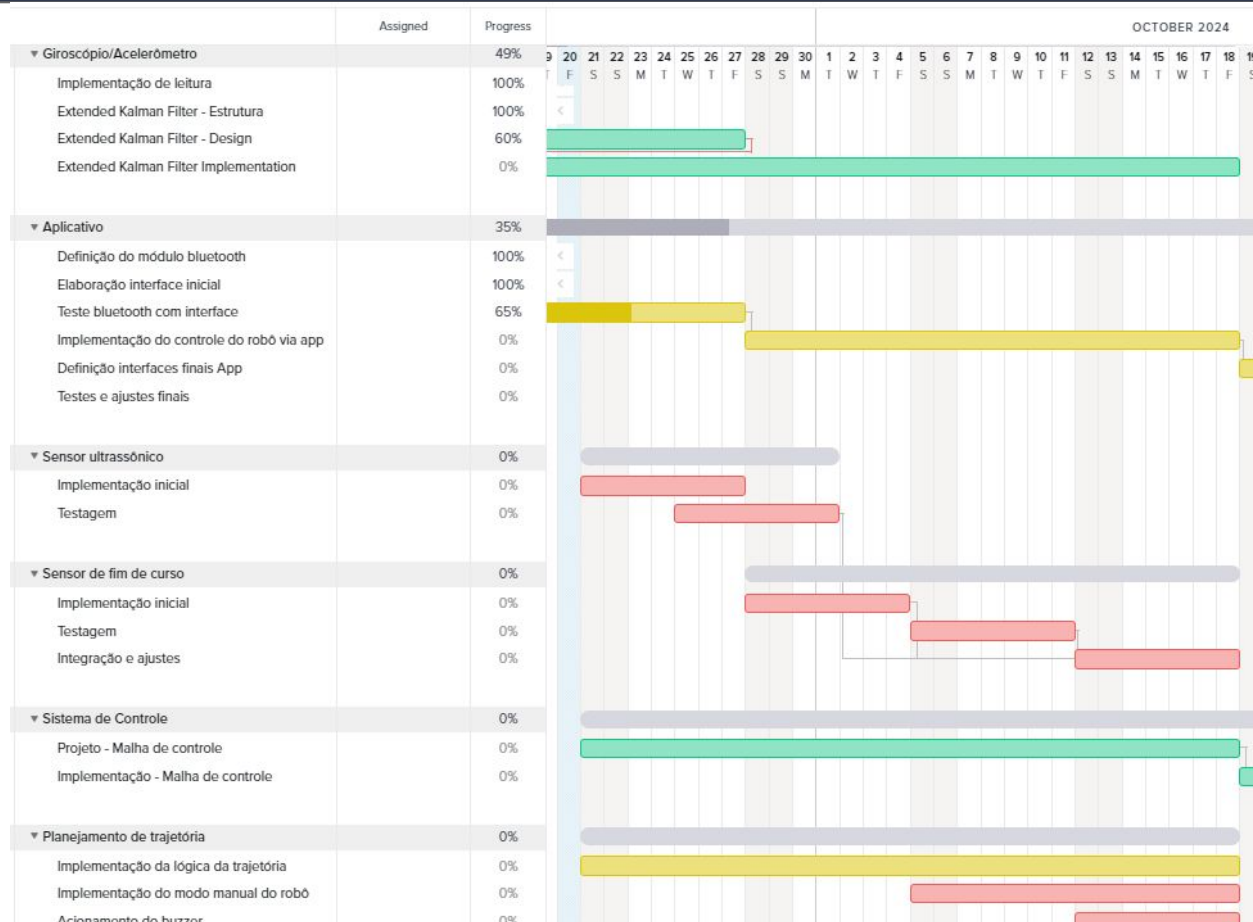 Assigned Progress OCTOBER 2024
▼ Giroscópio/Acelerômetro 49% 9 20 21 22 23 24 25 26 27 28 29 30 1 2 3 4 5 6 7 8 9 10 11 12 13 14 15 16 17 18 19
T F S S M T W T F S S M T W T F S S M T W T F S S M T W T F S
Implementação de leitura 100%
Extended Kalman Filter - Estrutura 100%
Extended Kalman Filter - Design 60%
Extended Kalman Filter Implementation 0%
▼ Aplicativo 35%
Definição do módulo bluetooth 100%
Elaboração interface inicial 100%
Teste bluetooth com interface 65%
Implementação do controle do robô via app 0%
Definição interfaces finais App 0%
Testes e ajustes finais 0%
▼ Sensor ultrassônico 0%
Implementação inicial 0%
Testagem 0%
▼ Sensor de fim de curso 0%
Implementação inicial 0%
Testagem 0%
Integração e ajustes 0%
▼ Sistema de Controle 0%
Projeto - Malha de controle 0%
Implementação - Malha de controle 0%
▼ Planejamento de trajetória 0%
Implementação da lógica da trajetória 0%
Implementação do modo manual do robô 0%
Acionamento do buzzer 0%